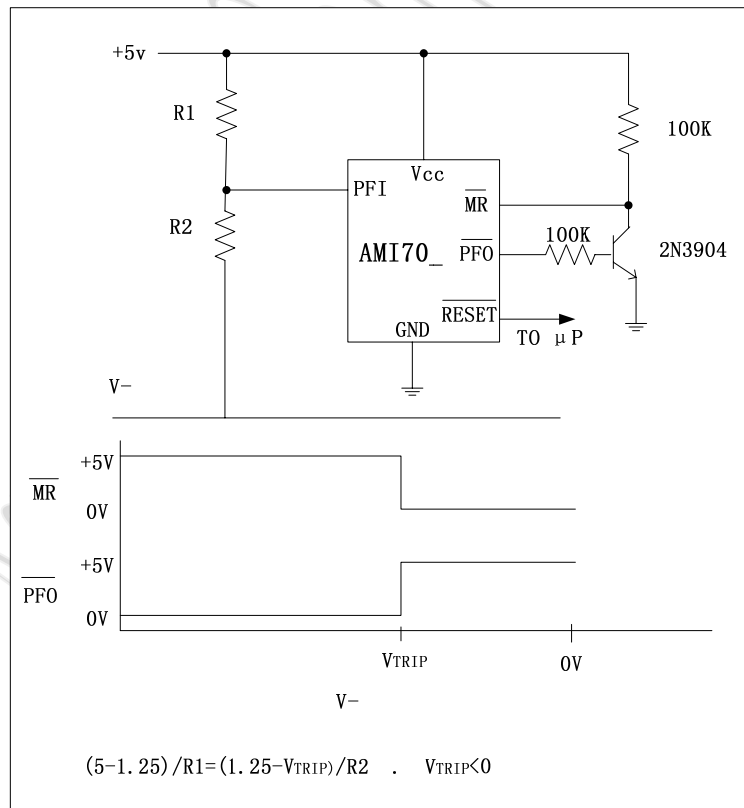 +5v
R1
100K
Vcc
PFI
MR
R2
100K
2N3904
AMI70_
PFO
RESET
GND
TO μP
V-
+5V
MR
0V
+5V
PFO
0V
VTRIP
0V
V-
(5-1.25)/R1=(1.25-VTRIP)/R2 . VTRIP<0